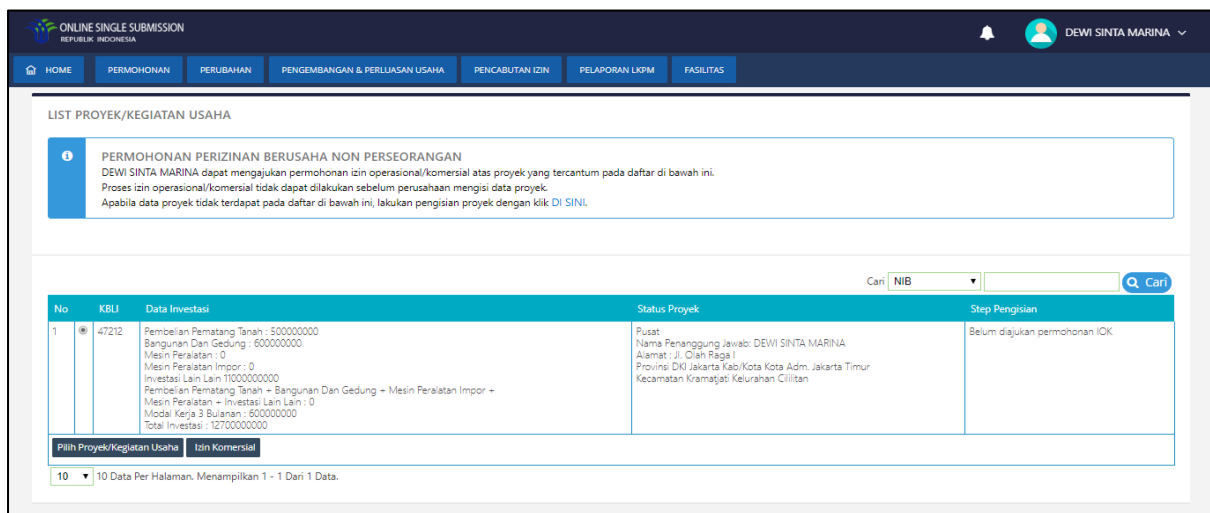 ONLINE SINGLE SUBMISSION
REPUBLIK INDONESIA
DEWI SINTA MARINA
HOME PERMOHONAN PERUBAHAN PENGEMBANGAN & PERLUASAN USAHA PENCABUTAN IZIN PELAPORAN LKPM FASILITAS
LIST PROYEK/KEGIATAN USAHA
PERMOHONAN PERIZINAN BERUSAHA NON PERSEORANGAN
DEWI SINTA MARINA dapat mengajukan permohonan izin operasional/komersial atas proyek yang tercantum pada daftar di bawah ini.
Proses izin operasional/komersial tidak dapat dilakukan sebelum perusahaan mengisi data proyek.
Apabila data proyek tidak terdapat pada daftar di bawah ini, lakukan pengisian proyek dengan klik DI SINI.
Cari NIB Cari
No KBLI Data Investasi Status Proyek Step Pengisian
1 47212
Pembelian Pematang Tanah : 500000000
Bangunan Dan Gedung : 600000000
Mesin Peralatan : 0
Mesin Peralatan Impor : 0
Investasi Lain Lain 11000000000
Pembelian Pematang Tanah + Bangunan Dan Gedung + Mesin Peralatan Impor +
Mesin Peralatan + Investasi Lain Lain : 0
Modal Kerja 3 Bulanan : 600000000
Total Investasi : 12700000000
Pusat
Nama Penanggung Jawab: DEWI SINTA MARINA
Alamat : Jl. Olah Raga I
Provinsi DKI Jakarta Kab/Kota Kota Adm. Jakarta Timur
Kecamatan Kramatjati Kelurahan Cililitan
Belum diajukan permohonan IOK
Pilih Proyek/Kegiatan Usaha Izin Komersial
10 10 Data Per Halaman. Menampilkan 1 - 1 Dari 1 Data.